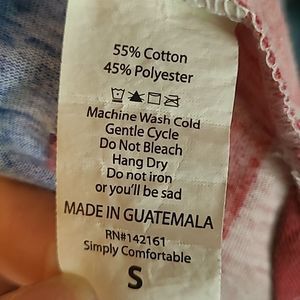 55% Cotton
45% Polyester
Machine Wash Cold
Gentle Cycle
Do Not Bleach
Hang Dry
Do not iron
or you'll be sad
MADE IN GUATEMALA
RN#142161
Simply Comfortable
S